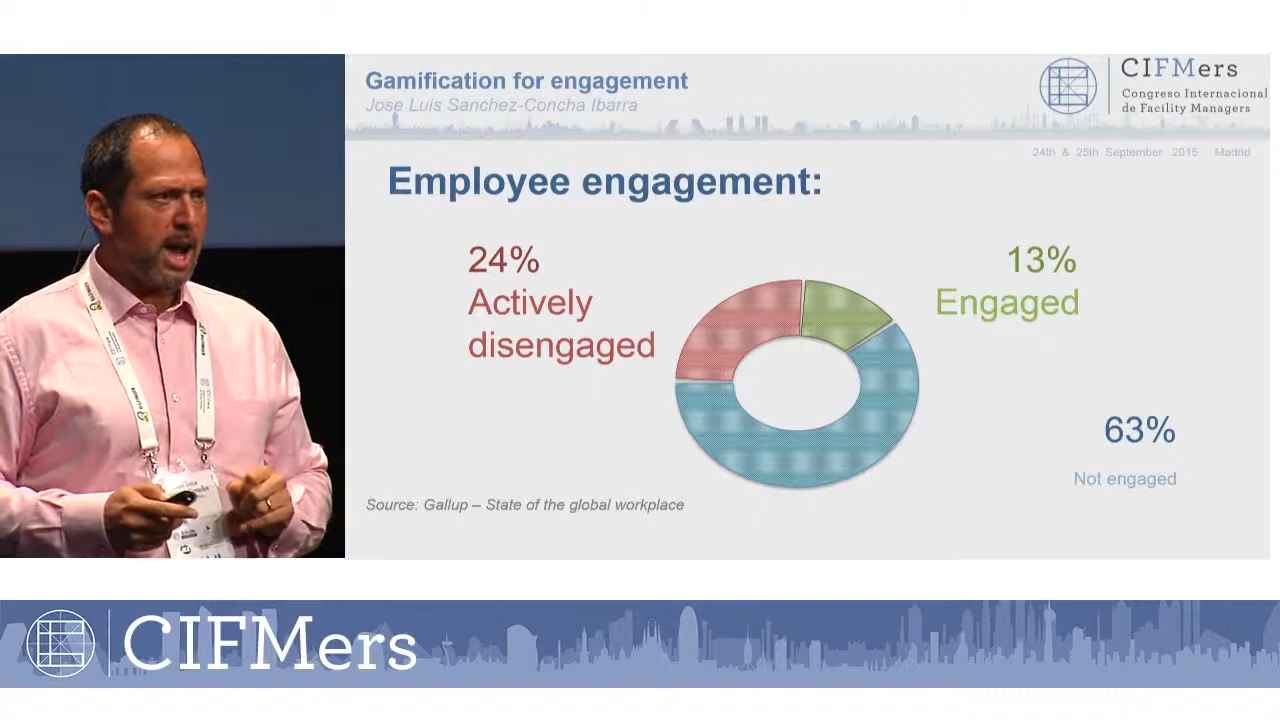 Gamification for engagement
Jose Luis Sanchez-Concha Ibarra
CIFMers
Congreso Internacional
de Facility Managers
24th & 25th September 2015 Madrid
Employee engagement:
24%
Actively
disengaged
13%
Engaged
63%
Not engaged
Source: Gallup – State of the global workplace
CIFMers
CIFMers